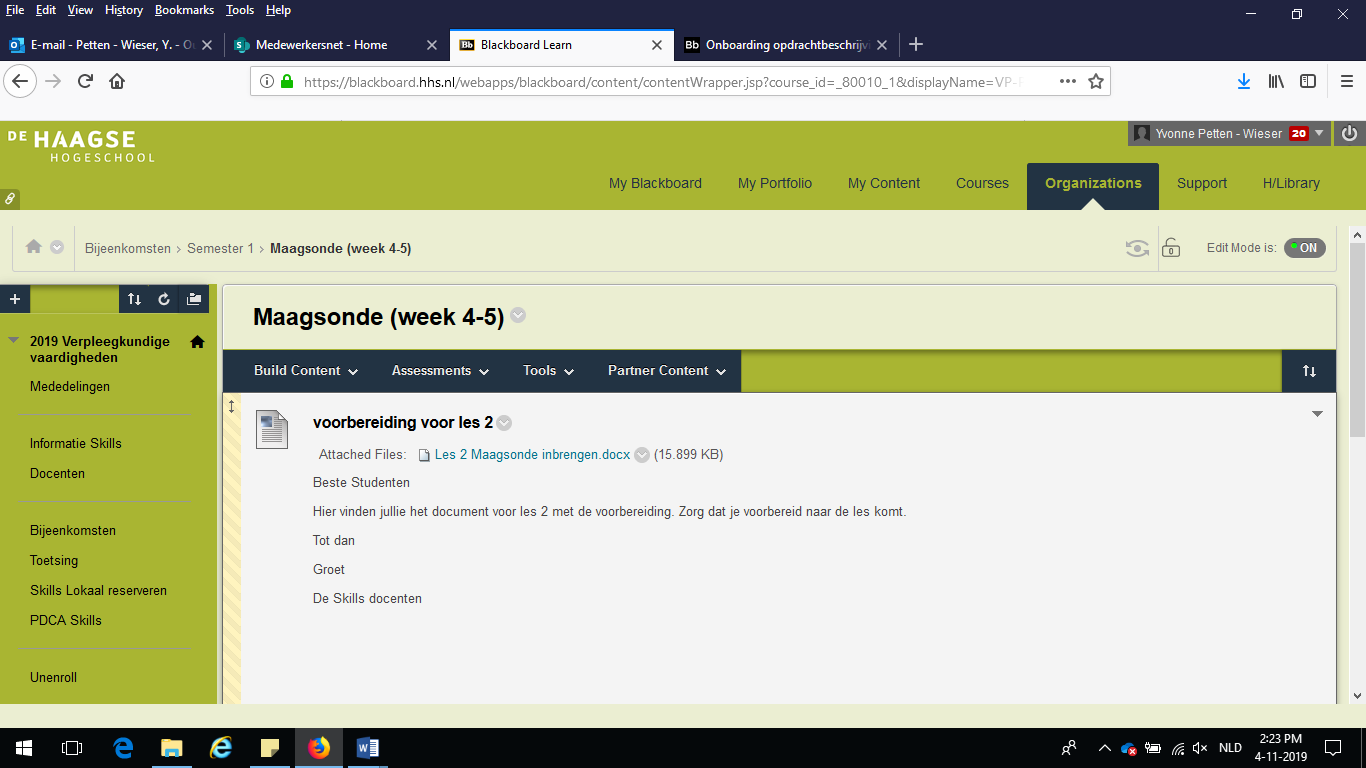 File Edit View History Bookmarks Tools Help
E-mail - Petten - Wieser, Y. - Ou
Medewerkersnet - Home
Bb Blackboard Learn
Bb Onboarding opdrachtbeschrijvi
https://blackboard.hhs.nl/webapps/blackboard/content/contentWrapper.jsp?course_id=_80010_1&displayName=VP-
DE HAAGSE
HOGESCHOOL
Yvonne Petten - Wieser 20
My Blackboard My Portfolio My Content Courses Organizations Support H/Library
Bijeenkomsten > Semester 1 > Maagsonde (week 4-5)
Edit Mode is: ON
2019 Verpleegkundige
vaardigheden
Mededelingen
Informatie Skills
Docenten
Bijeenkomsten
Toetsing
Skills Lokaal reserveren
PDCA Skills
Unenroll
Maagsonde (week 4-5)
Build Content Assessments Tools Partner Content
voorbereiding voor les 2
Attached Files: Les 2 Maagsonde inbrengen.docx (15.899 KB)
Beste Studenten
Hier vinden jullie het document voor les 2 met de voorbereiding. Zorg dat je voorbereid naar de les komt.
Tot dan
Groet
De Skills docenten
NLD
2:23 PM
4-11-2019